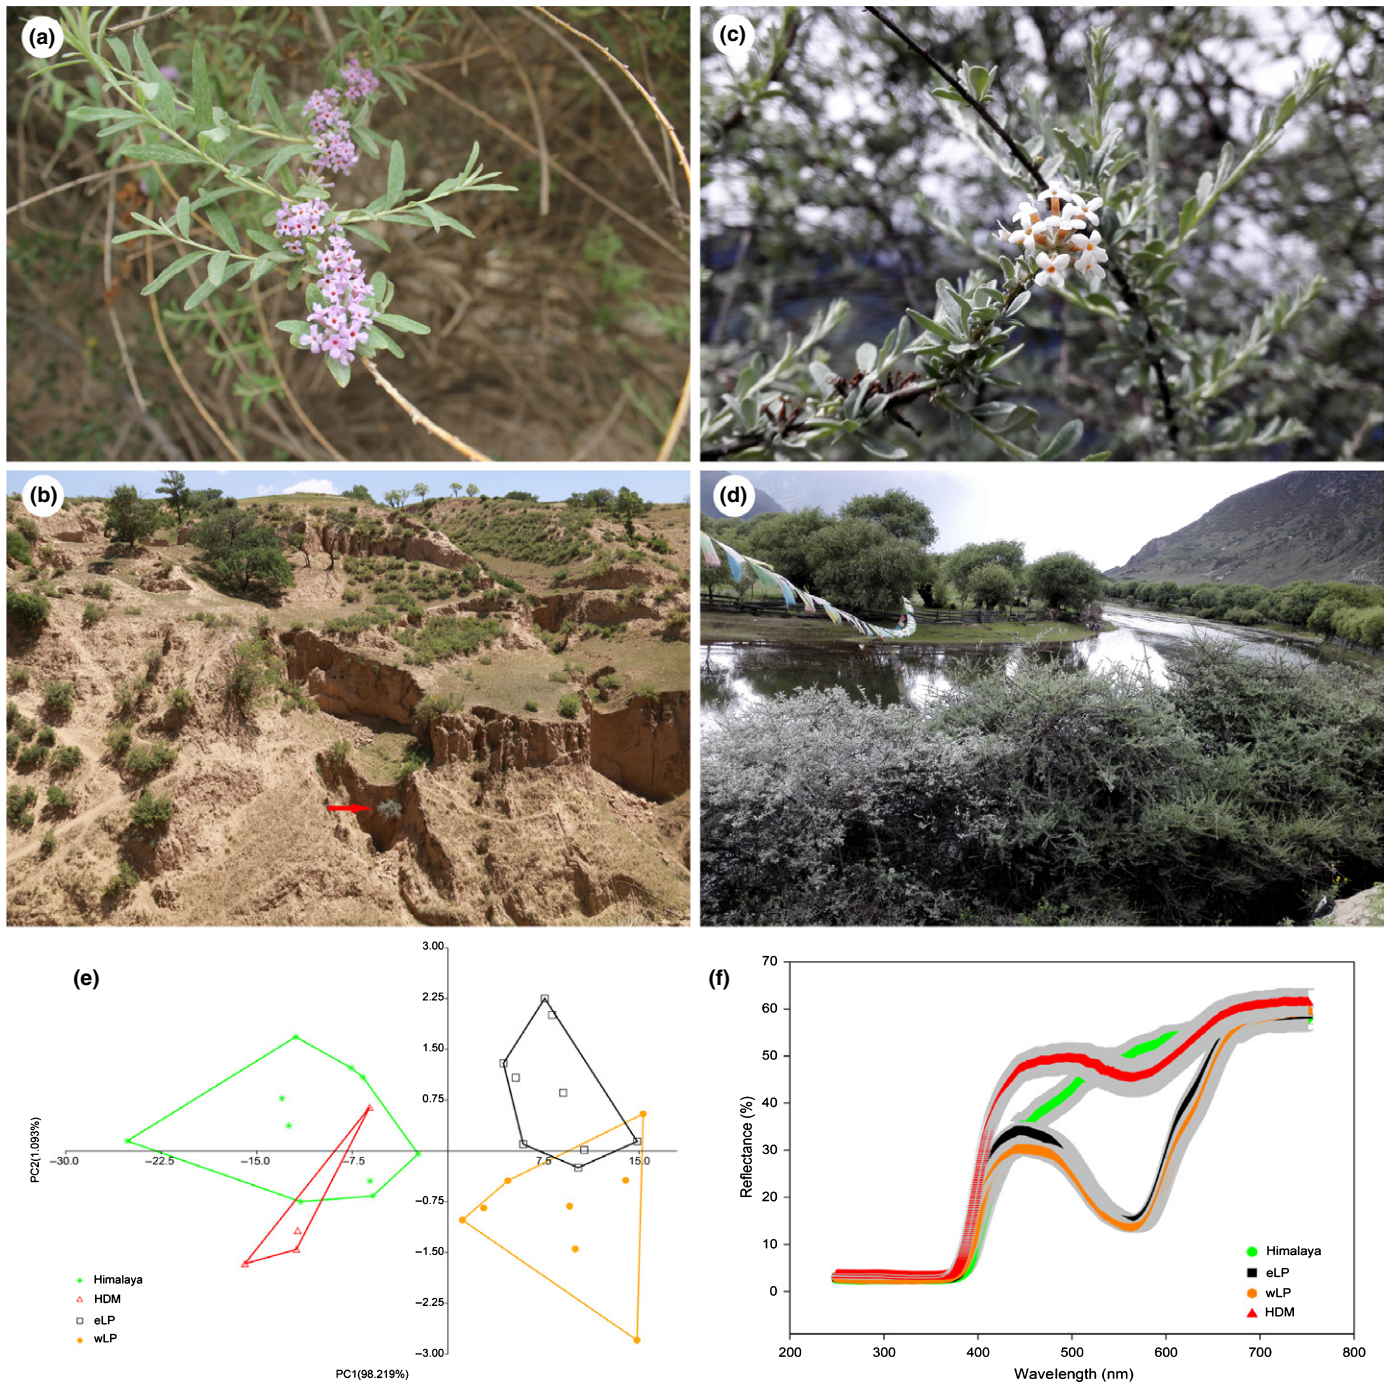 (a)
(c)
(b)
(d)
(e)
3.00
2.25
1.50
0.75
−30.0 −22.5 −15.0 −7.5 7.5 15.0
−0.75
−1.50
−2.25
−3.00
PC2(1.093%)
PC1(98.219%)
Himalaya
HDM
eLP
wLP
(f)
70
60
50
40
30
20
10
0
Reflectance (%)
200 300 400 500 600 700 800
Wavelength (nm)
Himalaya
eLP
wLP
HDM